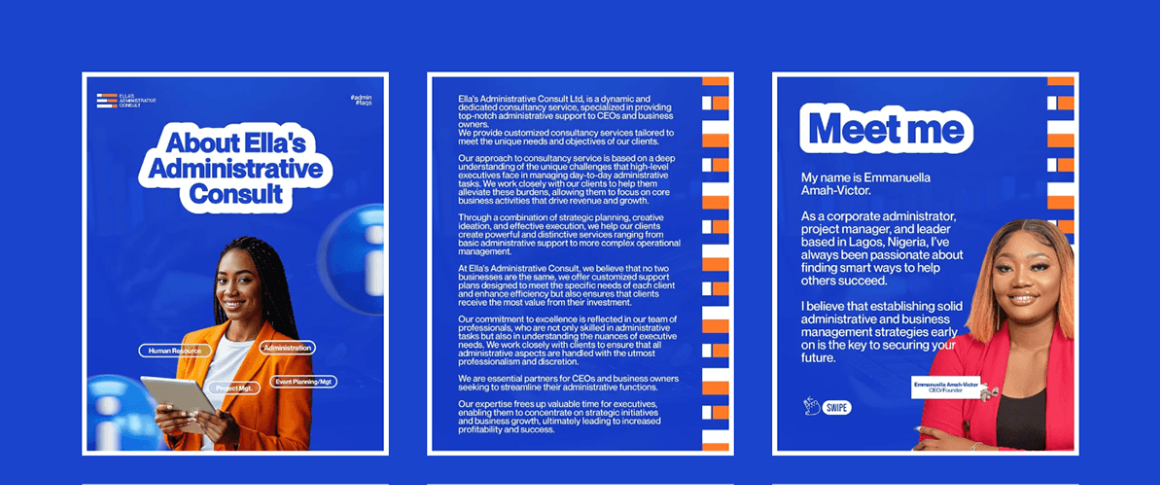 ELLA'S
ADMINISTRATIVE
CONSULT
#admin
#faqs
About Ella's
Administrative
Consult
Human Resource
Administration
Project Mgt.
Event Planning/Mgt
Ella's Administrative Consult Ltd, is a dynamic and
dedicated consultancy service, specialized in providing
top-notch administrative support to CEOs and business
owners.
We provide customized consultancy services tailored to
meet the unique needs and objectives of our clients.
Our approach to consultancy service is based on a deep
understanding of the unique challenges that high-level
executives face in managing day-to-day administrative
tasks. We work closely with our clients to help them
alleviate these burdens, allowing them to focus on core
business activities that drive revenue and growth.
Through a combination of strategic planning, creative
ideation, and effective execution, we help our clients
create powerful and distinctive services ranging from
basic administrative support to more complex operational
management.
At Ella's Administrative Consult, we believe that no two
businesses are the same, we offer customized support
plans designed to meet the specific needs of each client
and enhance efficiency but also ensures that clients
receive the most value from their investment.
Our commitment to excellence is reflected in our team of
professionals, who are not only skilled in administrative
tasks but also in understanding the nuances of executive
needs. We work closely with clients to ensure that all
administrative aspects are handled with the utmost
professionalism and discretion.
We are essential partners for CEOs and business owners
seeking to streamline their administrative functions.
Our expertise frees up valuable time for executives,
enabling them to concentrate on strategic initiatives
and business growth, ultimately leading to increased
profitability and success.
Meet me
My name is Emmanuella
Amah-Victor.
As a corporate administrator,
project manager, and leader
based in Lagos, Nigeria, I've
always been passionate about
finding smart ways to help
others succeed.
I believe that establishing solid
administrative and business
management strategies early
on is the key to securing your
future.
Emmanuella Amah-Victor
CEO/Founder
SWIPE